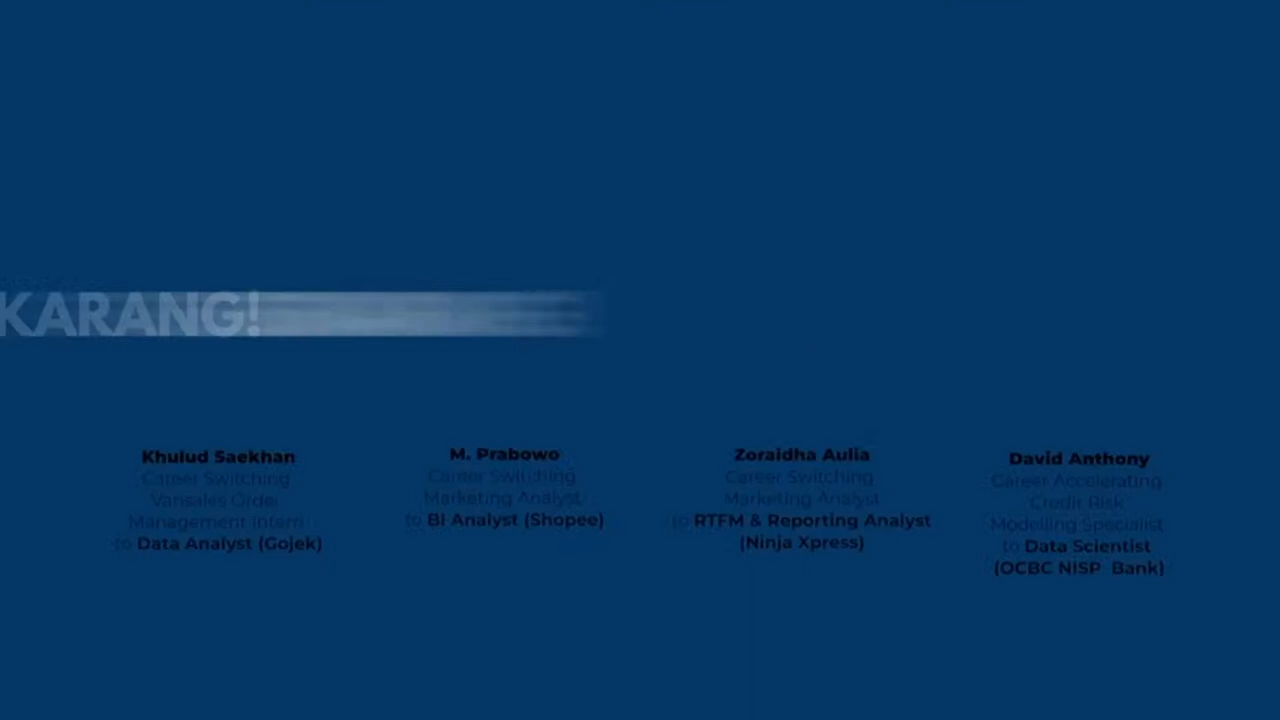 KARANG!
Khulud Saekhan
Career Switching
Vansales Order
Management Intern
to Data Analyst (Gojek)
M. Prabowo
Career Switching
Marketing Analyst
to BI Analyst (Shopee)
Zoraidha Aulia
Career Switching
Marketing Analyst
to RTFM & Reporting Analyst
(Ninja Xpress)
David Anthony
Career Accelerating
Credir Risk
Modelling Specialist
to Data Scientist
(OCBC NISP Bank)